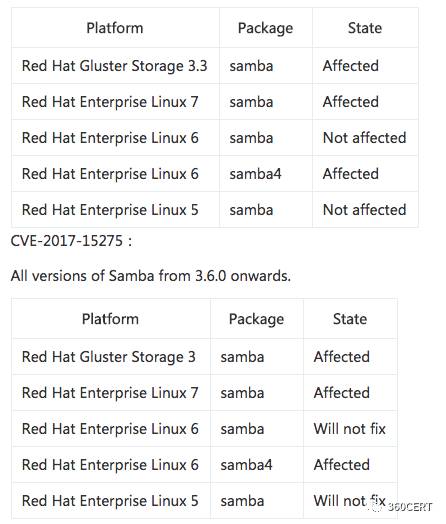 Platform Package State
Red Hat Gluster Storage 3.3 samba Affected
Red Hat Enterprise Linux 7 samba Affected
Red Hat Enterprise Linux 6 samba Not affected
Red Hat Enterprise Linux 6 samba4 Affected
Red Hat Enterprise Linux 5 samba Not affected
CVE-2017-15275：
All versions of Samba from 3.6.0 onwards.
Platform Package State
Red Hat Gluster Storage 3 samba Affected
Red Hat Enterprise Linux 7 samba Affected
Red Hat Enterprise Linux 6 samba Will not fix
Red Hat Enterprise Linux 6 samba4 Affected
Red Hat Enterprise Linux 5 samba Will not fix
360CERT